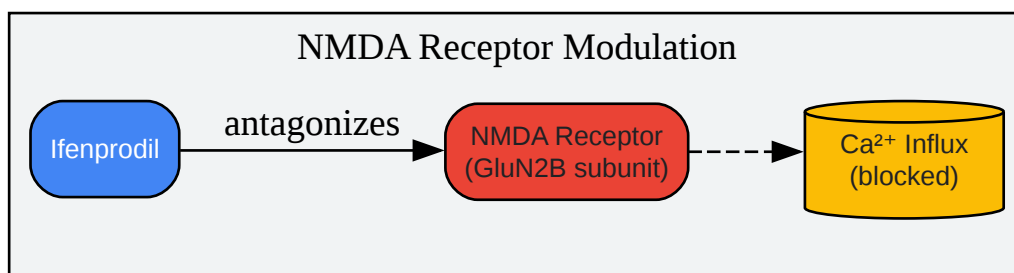 NMDA Receptor Modulation
Ifenprodil
antagonizes
NMDA Receptor
(GluN2B subunit)
Ca²⁺ Influx
(blocked)